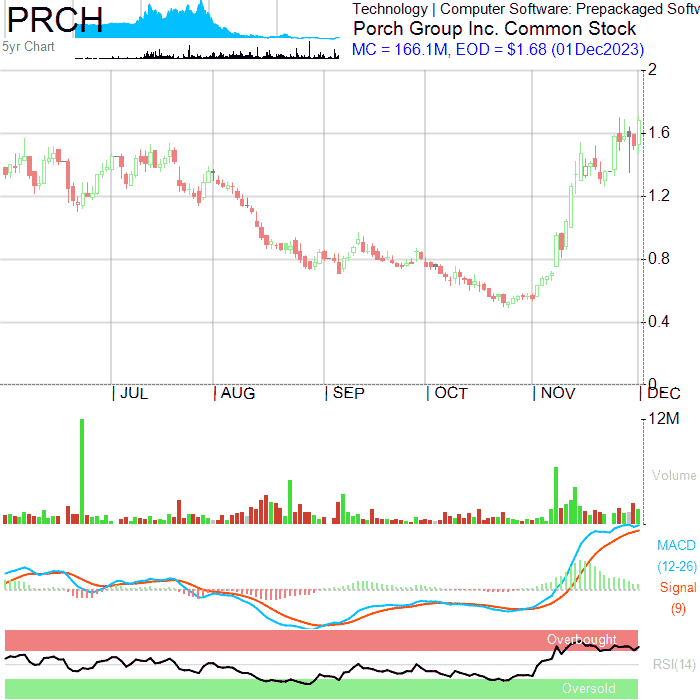 PRCH
5yr Chart
Technology | Computer Software: Prepackaged Softw
Porch Group Inc. Common Stock
MC = 166.1M, EOD = $1.68 (01Dec2023)
2
1.6
1.2
0.8
0.4
0
JUL
AUG
SEP
OCT
NOV
DEC
12M
Volume
MACD
(12-26)
Signal
(9)
Overbought
RSI(14)
Oversold